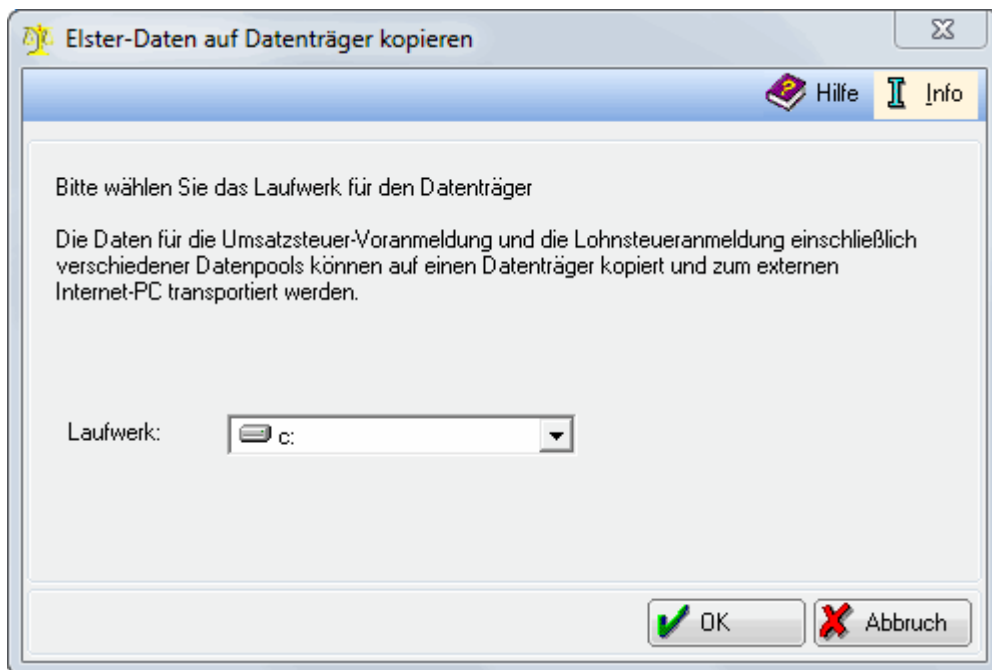 Elster-Daten auf Datenträger kopieren
Hilfe Info
Bitte wählen Sie das Laufwerk für den Datenträger
Die Daten für die Umsatzsteuer-Voranmeldung und die Lohnsteueranmeldung einschließlich
verschiedener Datenpools können auf einen Datenträger kopiert und zum externen
Internet-PC transportiert werden.
Laufwerk: c:
OK Abbruch